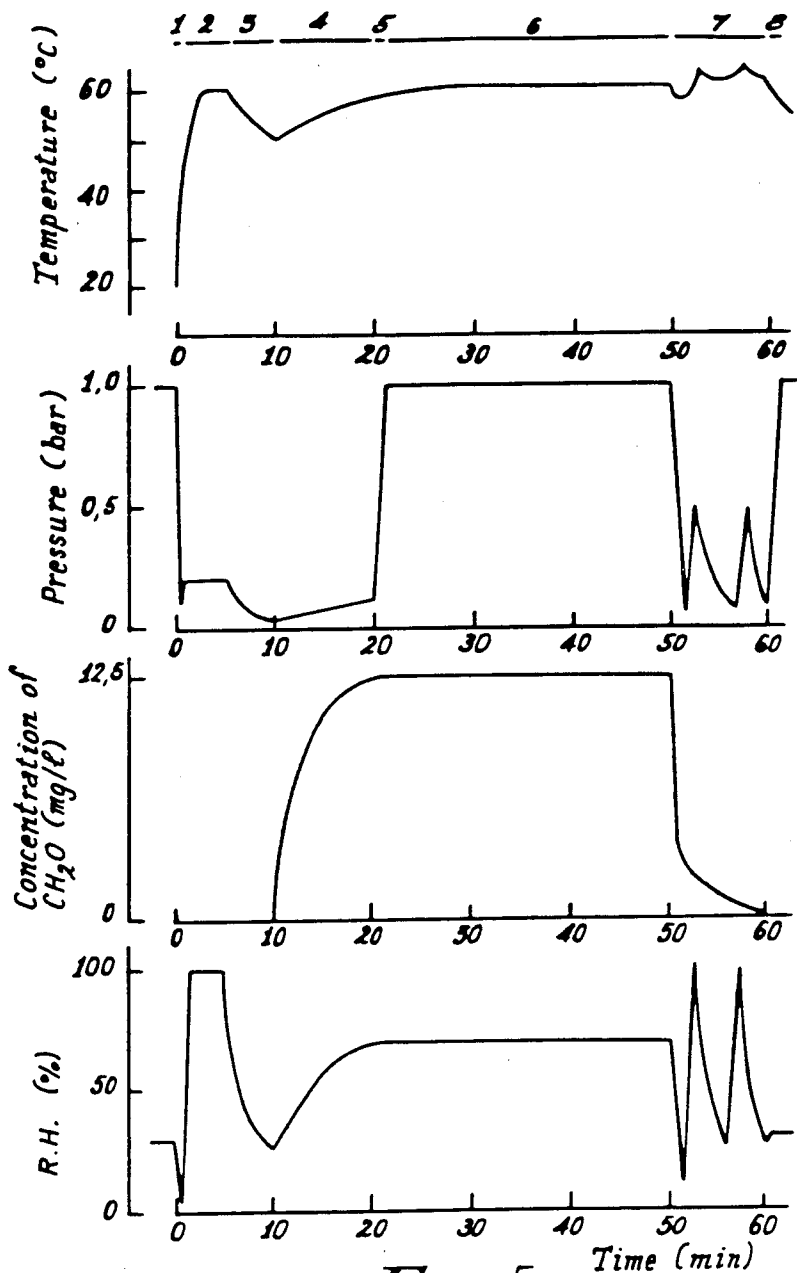 1 2 3 4 5 6 7 8
Temperature (°C)
60
40
20
0 10 20 30 40 50 60
Pressure (bar)
1,0
0,5
0
0 10 20 30 40 50 60
Concentration of
CH₂O (mg/ℓ)
12,5
0
0 10 20 30 40 50 60
R.H. (%)
100
50
0
0 10 20 30 40 50 60
Time (min)